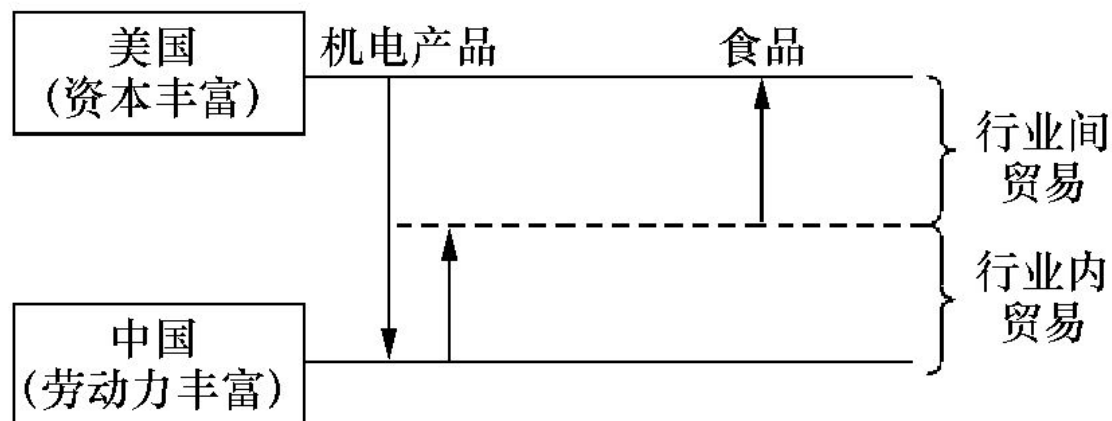 美国
(资本丰富)
机电产品
食品
行业间
贸易
行业内
贸易
中国
(劳动力丰富)